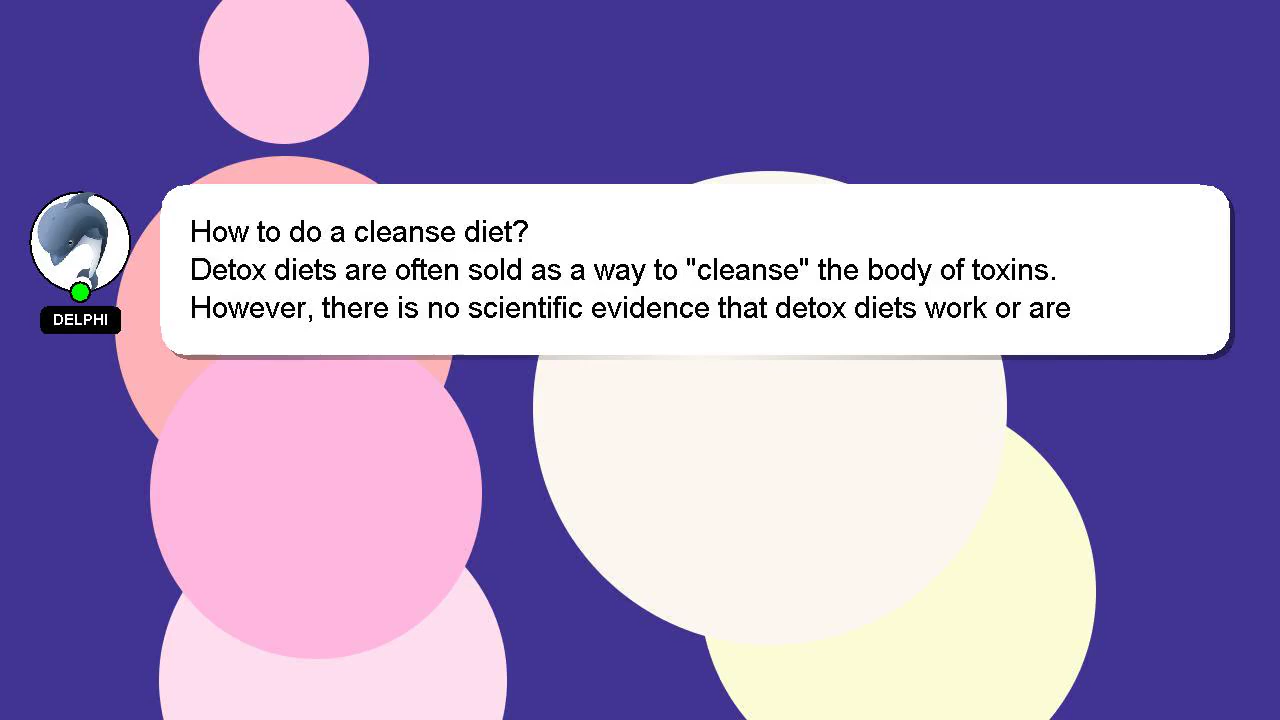 How to do a cleanse diet?
Detox diets are often sold as a way to "cleanse" the body of toxins.
However, there is no scientific evidence that detox diets work or are
DELPHI